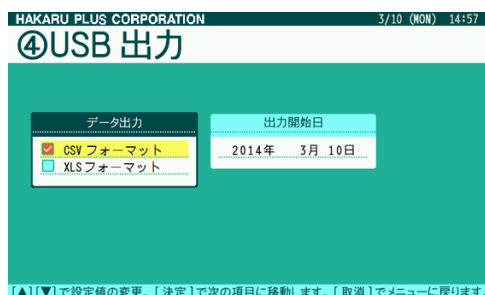 HAKARU PLUS CORPORATION 3/10 (MON) 14:57
④USB 出力
データ出力
CSV フォーマット
XLSフォーマット
出力開始日
2014年 3月 10日
[▲][▼]で設定値の変更、[決定]で次の項目に移動します。[取消]でメニューに戻ります。